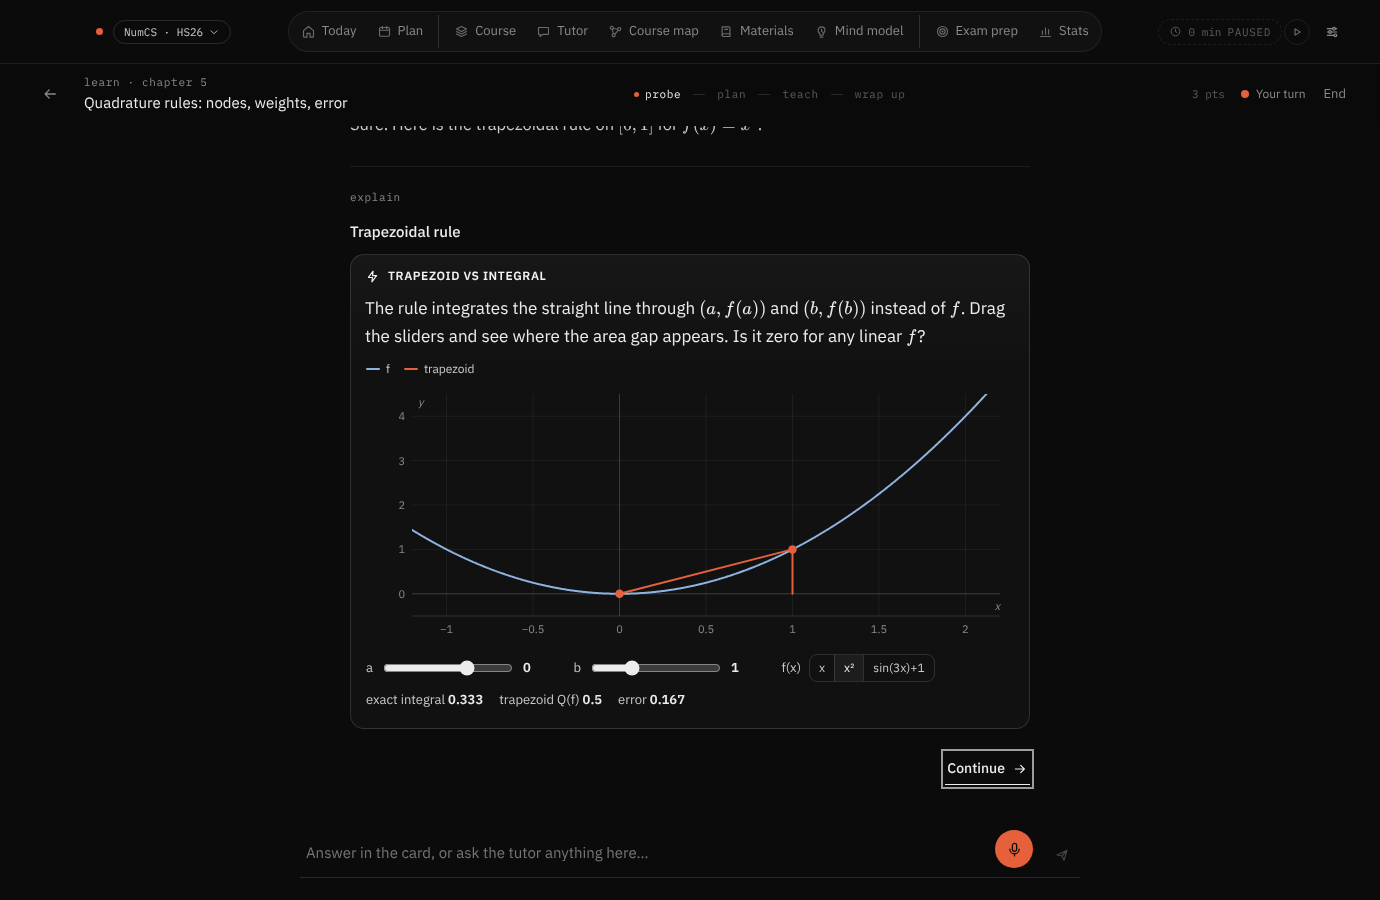 NumCS · HS26
Today
Plan
Course
Tutor
Course map
Materials
Mind model
Exam prep
Stats
0 min PAUSED
learn · chapter 5
Quadrature rules: nodes, weights, error
probe — plan — teach — wrap up
3 pts
Your turn
End
explain
Trapezoidal rule
TRAPEZOID VS INTEGRAL
The rule integrates the straight line through (a, f(a)) and (b, f(b)) instead of f. Drag
the sliders and see where the area gap appears. Is it zero for any linear f?
f
trapezoid
y
4
3
2
1
0
x
−1 −0.5 0 0.5 1 1.5 2
a 0
b 1
f(x) x x² sin(3x)+1
exact integral 0.333 trapezoid Q(f) 0.5 error 0.167
Continue →
Answer in the card, or ask the tutor anything here...